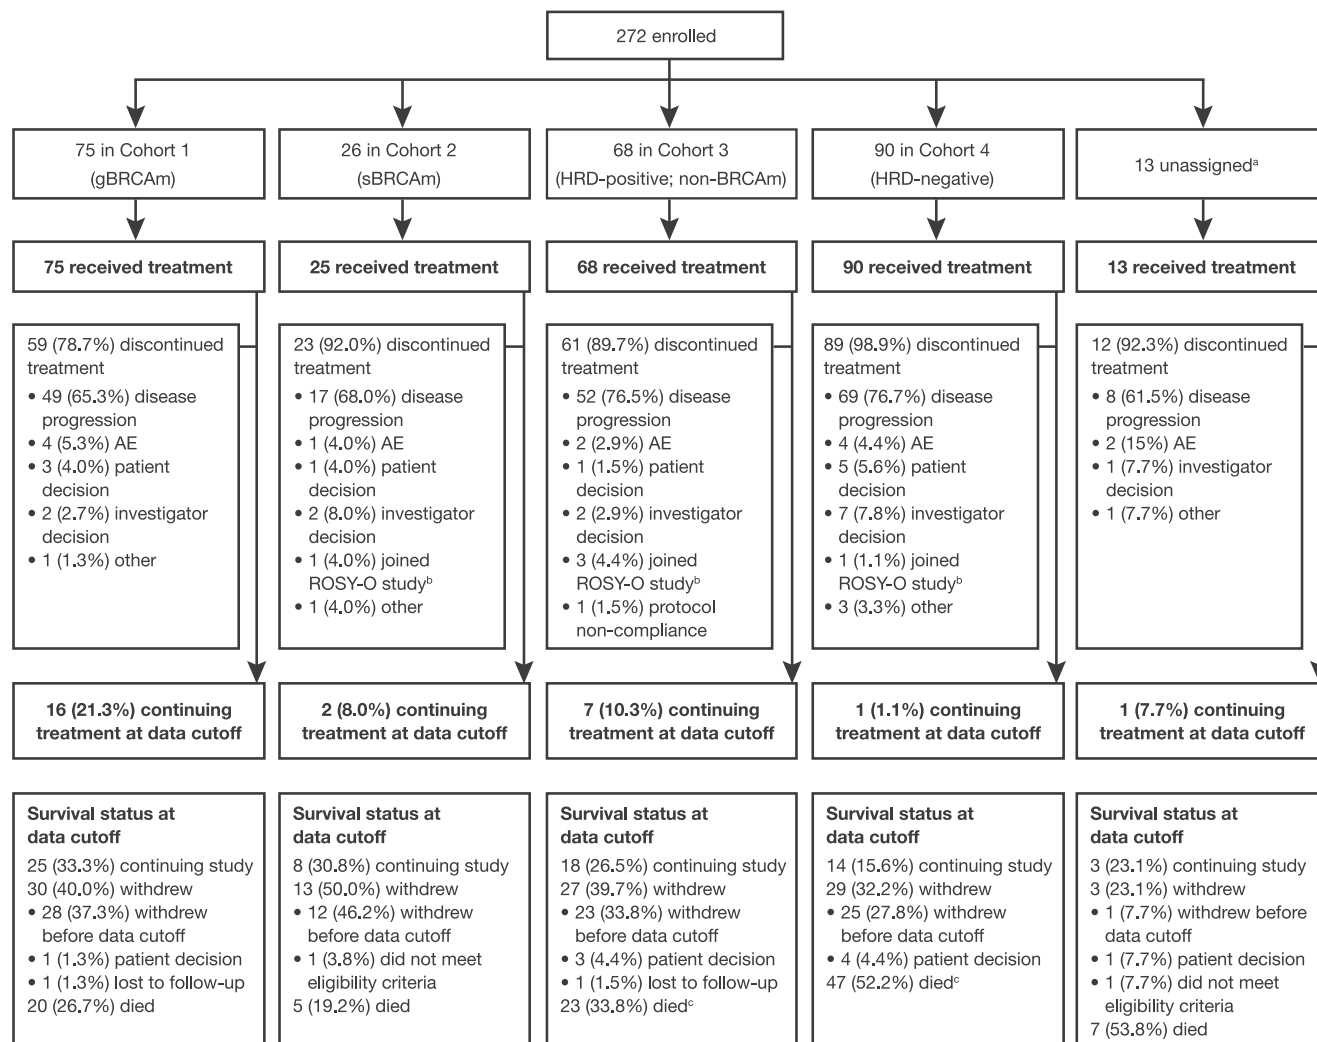 272 enrolled
75 in Cohort 1
(gBRCAm)
26 in Cohort 2
(sBRCAm)
68 in Cohort 3
(HRD-positive; non-BRCAm)
90 in Cohort 4
(HRD-negative)
13 unassignedᵃ
75 received treatment
25 received treatment
68 received treatment
90 received treatment
13 received treatment
59 (78.7%) discontinued
treatment
• 49 (65.3%) disease
progression
• 4 (5.3%) AE
• 3 (4.0%) patient
decision
• 2 (2.7%) investigator
decision
• 1 (1.3%) other
23 (92.0%) discontinued
treatment
• 17 (68.0%) disease
progression
• 1 (4.0%) AE
• 1 (4.0%) patient
decision
• 2 (8.0%) investigator
decision
• 1 (4.0%) joined
ROSY-O studyᵇ
• 1 (4.0%) other
61 (89.7%) discontinued
treatment
• 52 (76.5%) disease
progression
• 2 (2.9%) AE
• 1 (1.5%) patient
decision
• 2 (2.9%) investigator
decision
• 3 (4.4%) joined
ROSY-O studyᵇ
• 1 (1.5%) protocol
non-compliance
89 (98.9%) discontinued
treatment
• 69 (76.7%) disease
progression
• 4 (4.4%) AE
• 5 (5.6%) patient
decision
• 7 (7.8%) investigator
decision
• 1 (1.1%) joined
ROSY-O studyᵇ
• 3 (3.3%) other
12 (92.3%) discontinued
treatment
• 8 (61.5%) disease
progression
• 2 (15%) AE
• 1 (7.7%) investigator
decision
• 1 (7.7%) other
16 (21.3%) continuing
treatment at data cutoff
2 (8.0%) continuing
treatment at data cutoff
7 (10.3%) continuing
treatment at data cutoff
1 (1.1%) continuing
treatment at data cutoff
1 (7.7%) continuing
treatment at data cutoff
Survival status at
data cutoff
25 (33.3%) continuing study
30 (40.0%) withdrew
• 28 (37.3%) withdrew
before data cutoff
• 1 (1.3%) patient decision
• 1 (1.3%) lost to follow-up
20 (26.7%) died
Survival status at
data cutoff
8 (30.8%) continuing study
13 (50.0%) withdrew
• 12 (46.2%) withdrew
before data cutoff
• 1 (3.8%) did not meet
eligibility criteria
5 (19.2%) died
Survival status at
data cutoff
18 (26.5%) continuing study
27 (39.7%) withdrew
• 23 (33.8%) withdrew
before data cutoff
• 3 (4.4%) patient decision
• 1 (1.5%) lost to follow-up
23 (33.8%) diedᶜ
Survival status at
data cutoff
14 (15.6%) continuing study
29 (32.2%) withdrew
• 25 (27.8%) withdrew
before data cutoff
• 4 (4.4%) patient decision
47 (52.2%) diedᶜ
Survival status at
data cutoff
3 (23.1%) continuing study
3 (23.1%) withdrew
• 1 (7.7%) withdrew before
data cutoff
• 1 (7.7%) patient decision
• 1 (7.7%) did not meet
eligibility criteria
7 (53.8%) died